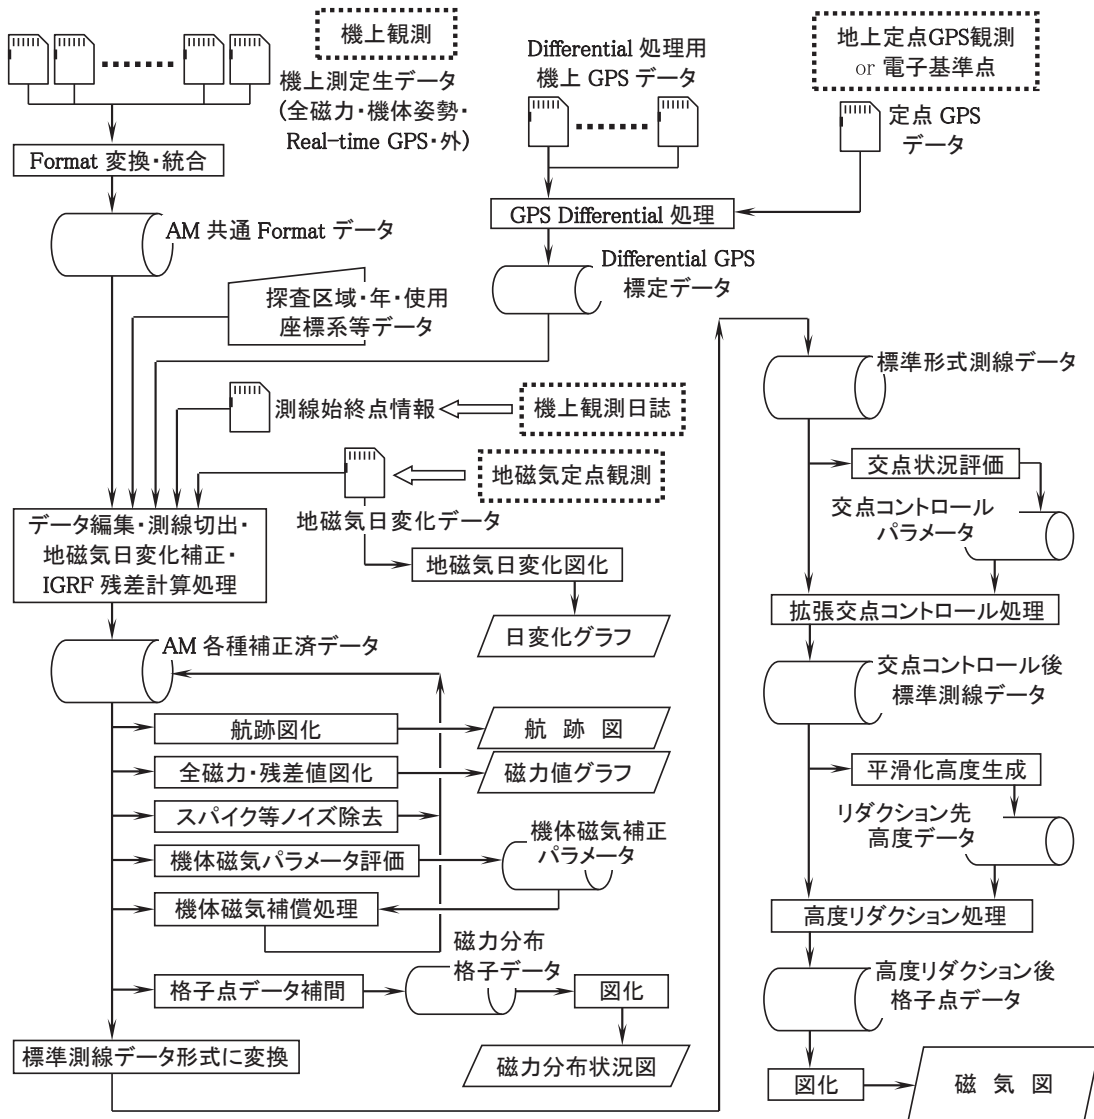 機上観測
機上測定生データ
(全磁力・機体姿勢・
Real-time GPS・外)
Format 変換・統合
AM 共通 Format データ
Differential 処理用
機上 GPS データ
地上定点GPS観測
or 電子基準点
定点 GPS
データ
GPS Differential 処理
Differential GPS
標定データ
探査区域・年・使用
座標系等データ
測線始終点情報
機上観測日誌
地磁気定点観測
地磁気日変化データ
地磁気日変化図化
日変化グラフ
データ編集・測線切出・
地磁気日変化補正・
IGRF 残差計算処理
AM 各種補正済データ
航跡図化
航 跡 図
全磁力・残差値図化
磁力値グラフ
スパイク等ノイズ除去
機体磁気パラメータ評価
機体磁気補正
パラメータ
機体磁気補償処理
格子点データ補間
磁力分布
格子データ
図化
磁力分布状況図
標準測線データ形式に変換
標準形式測線データ
交点状況評価
交点コントロール
パラメータ
拡張交点コントロール処理
交点コントロール後
標準測線データ
平滑化高度生成
リダクション先
高度データ
高度リダクション処理
高度リダクション後
格子点データ
図化
磁 気 図